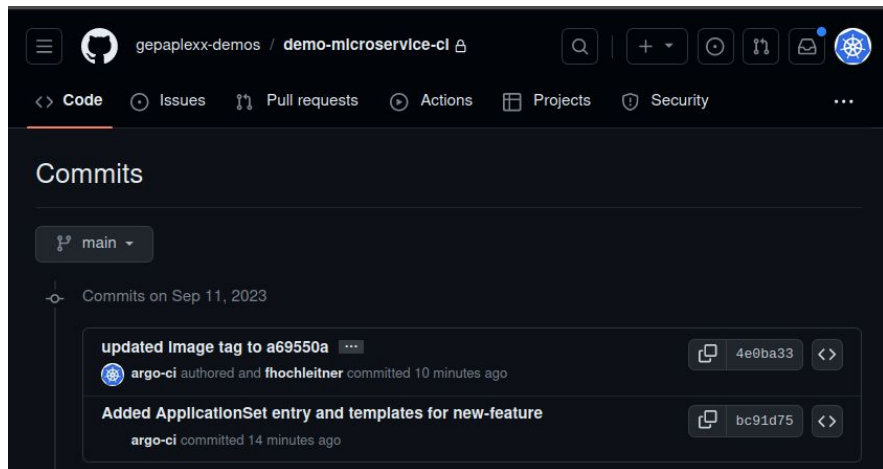 gepaplexx-demos / demo-microservice-ci
Code Issues Pull requests Actions Projects Security
Commits
main
Commits on Sep 11, 2023
updated image tag to a69550a
4e0ba33
argo-ci authored and fhochleitner committed 10 minutes ago
Added ApplicationSet entry and templates for new-feature
bc91d75
argo-ci committed 14 minutes ago